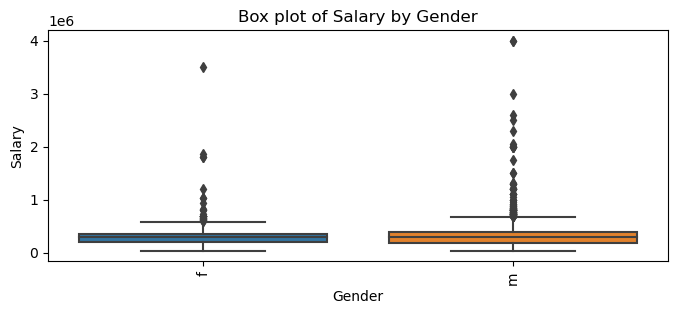 Box plot of Salary by Gender
1e6
4
3
2
1
0
Salary
f
m
Gender